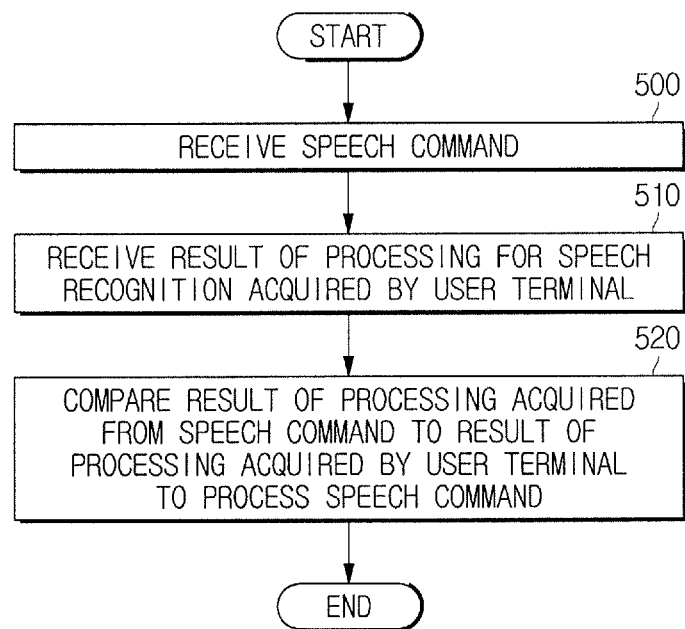 START
500
RECEIVE SPEECH COMMAND
510
RECEIVE RESULT OF PROCESSING FOR SPEECH
RECOGNITION ACQUIRED BY USER TERMINAL
520
COMPARE RESULT OF PROCESSING ACQUIRED
FROM SPEECH COMMAND TO RESULT OF
PROCESSING ACQUIRED BY USER TERMINAL
TO PROCESS SPEECH COMMAND
END